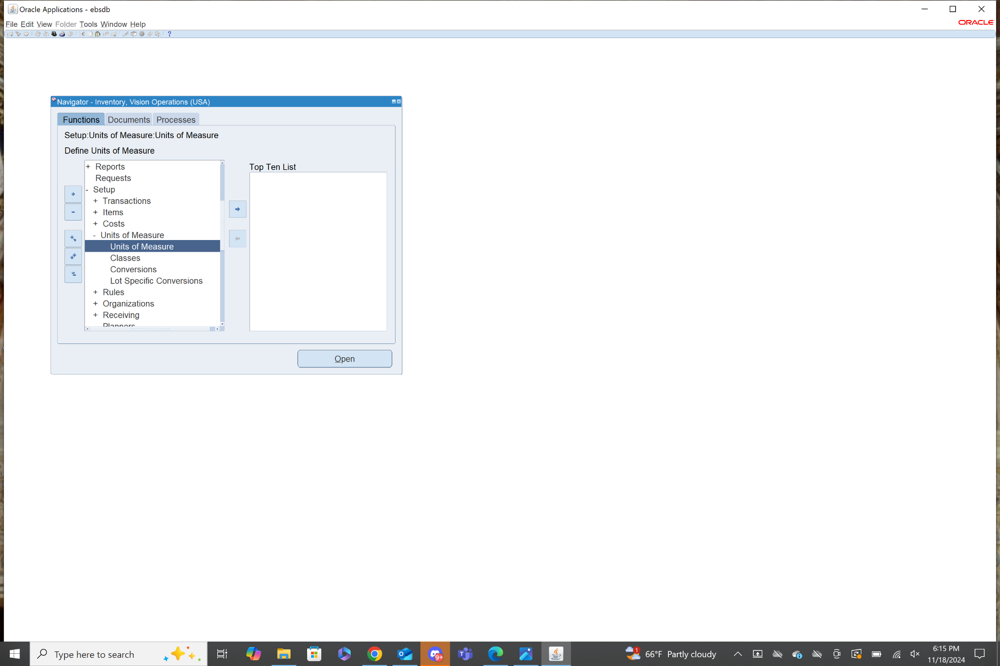 Oracle Applications - ebsdb
File Edit View Folder Tools Window Help
ORACLE
?
Navigator - Inventory, Vision Operations (USA)
Functions Documents Processes
Setup:Units of Measure:Units of Measure
Define Units of Measure
Top Ten List
+ Reports
Requests
- Setup
+ Transactions
+ Items
+ Costs
- Units of Measure
Units of Measure
Classes
Conversions
Lot Specific Conversions
+ Rules
+ Organizations
+ Receiving
Planners
Open
Type here to search
9+
1
66°F Partly cloudy
6:15 PM
11/18/2024